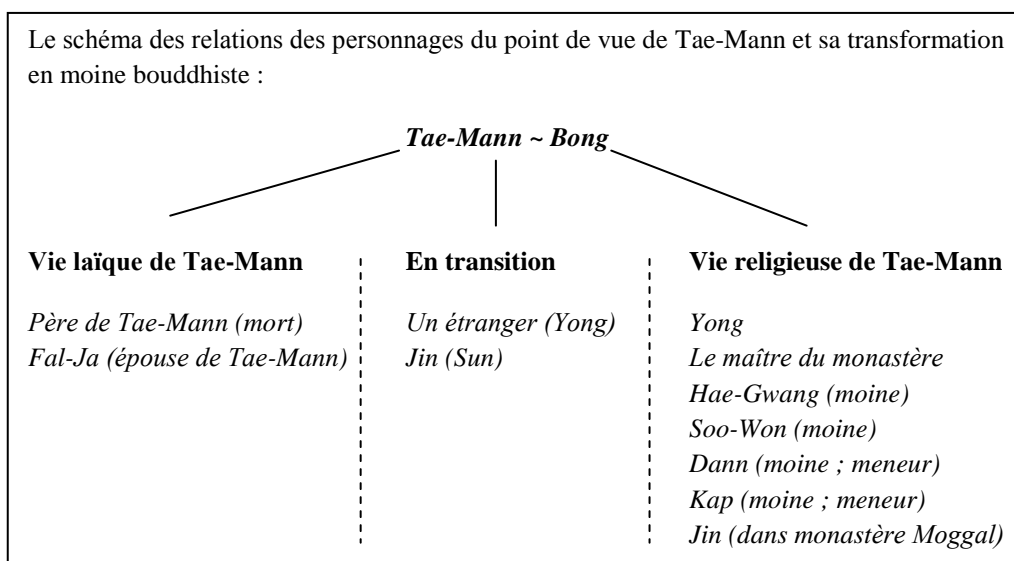 Le schéma des relations des personnages du point de vue de Tae-Mann et sa transformation
en moine bouddhiste :
Tae-Mann ~ Bong
Vie laïque de Tae-Mann
Père de Tae-Mann (mort)
Fal-Ja (épouse de Tae-Mann)
En transition
Un étranger (Yong)
Jin (Sun)
Vie religieuse de Tae-Mann
Yong
Le maître du monastère
Hae-Gwang (moine)
Soo-Won (moine)
Dann (moine ; meneur)
Kap (moine ; meneur)
Jin (dans monastère Moggal)